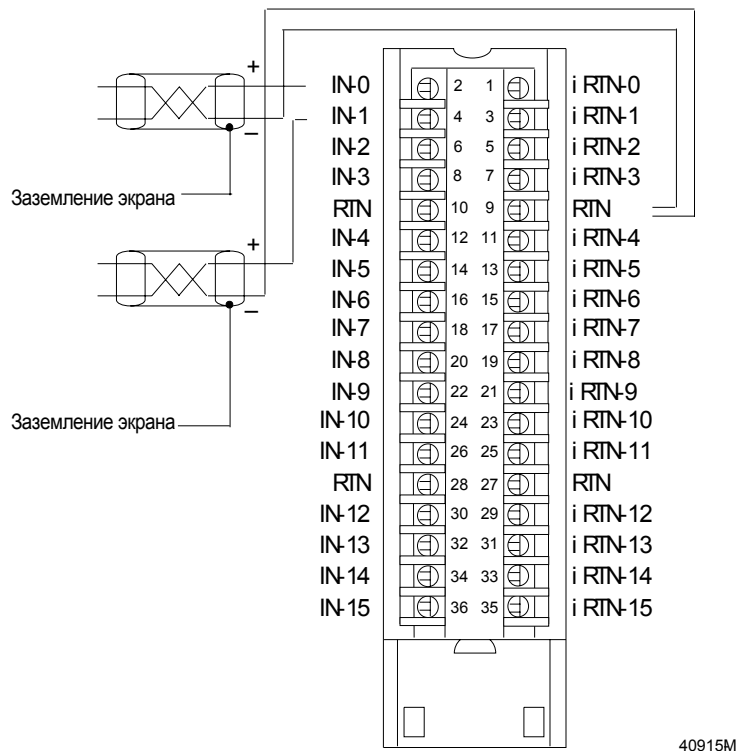 +
–
Заземление экрана
+
–
Заземление экрана
IN-0 2 1 i RTN-0
IN-1 4 3 i RTN-1
IN-2 6 5 i RTN-2
IN-3 8 7 i RTN-3
RTN 10 9 RTN
IN-4 12 11 i RTN-4
IN-5 14 13 i RTN-5
IN-6 16 15 i RTN-6
IN-7 18 17 i RTN-7
IN-8 20 19 i RTN-8
IN-9 22 21 i RTN-9
IN-10 24 23 i RTN-10
IN-11 26 25 i RTN-11
RTN 28 27 RTN
IN-12 30 29 i RTN-12
IN-13 32 31 i RTN-13
IN-14 34 33 i RTN-14
IN-15 36 35 i RTN-15
40915M